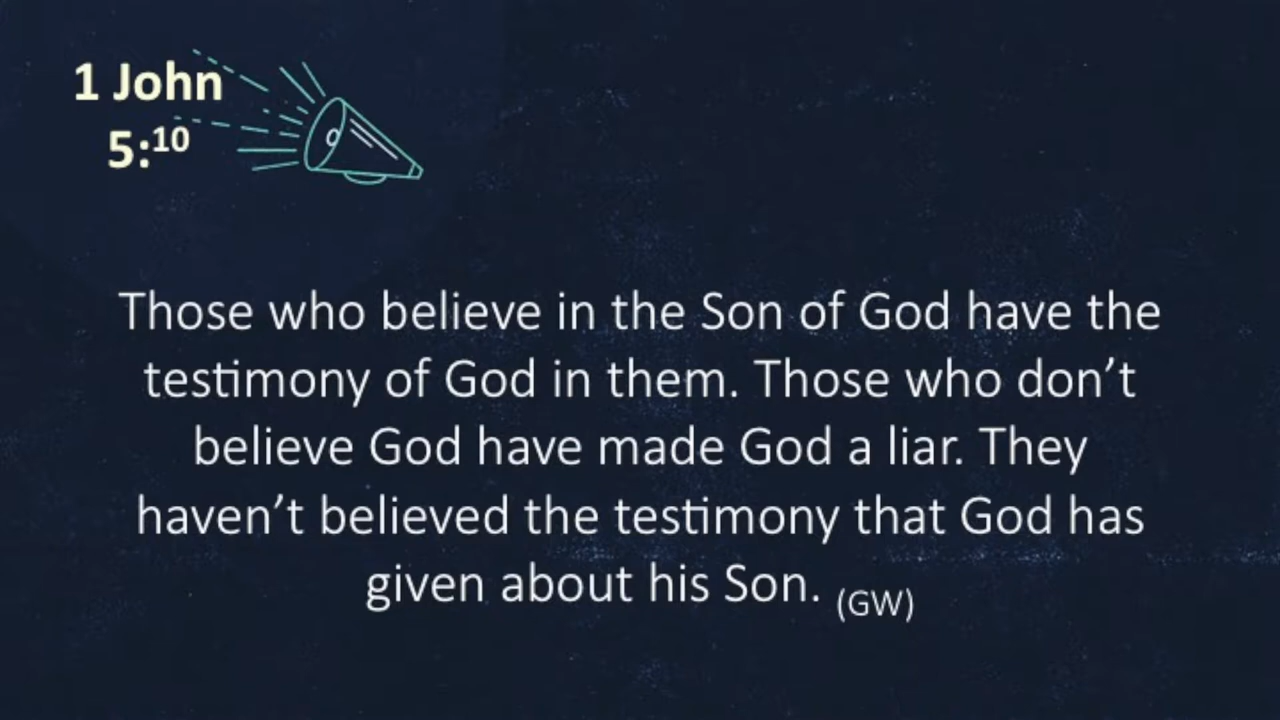 1 John
5:10
Those who believe in the Son of God have the
testimony of God in them. Those who don’t
believe God have made God a liar. They
haven’t believed the testimony that God has
given about his Son. (GW)